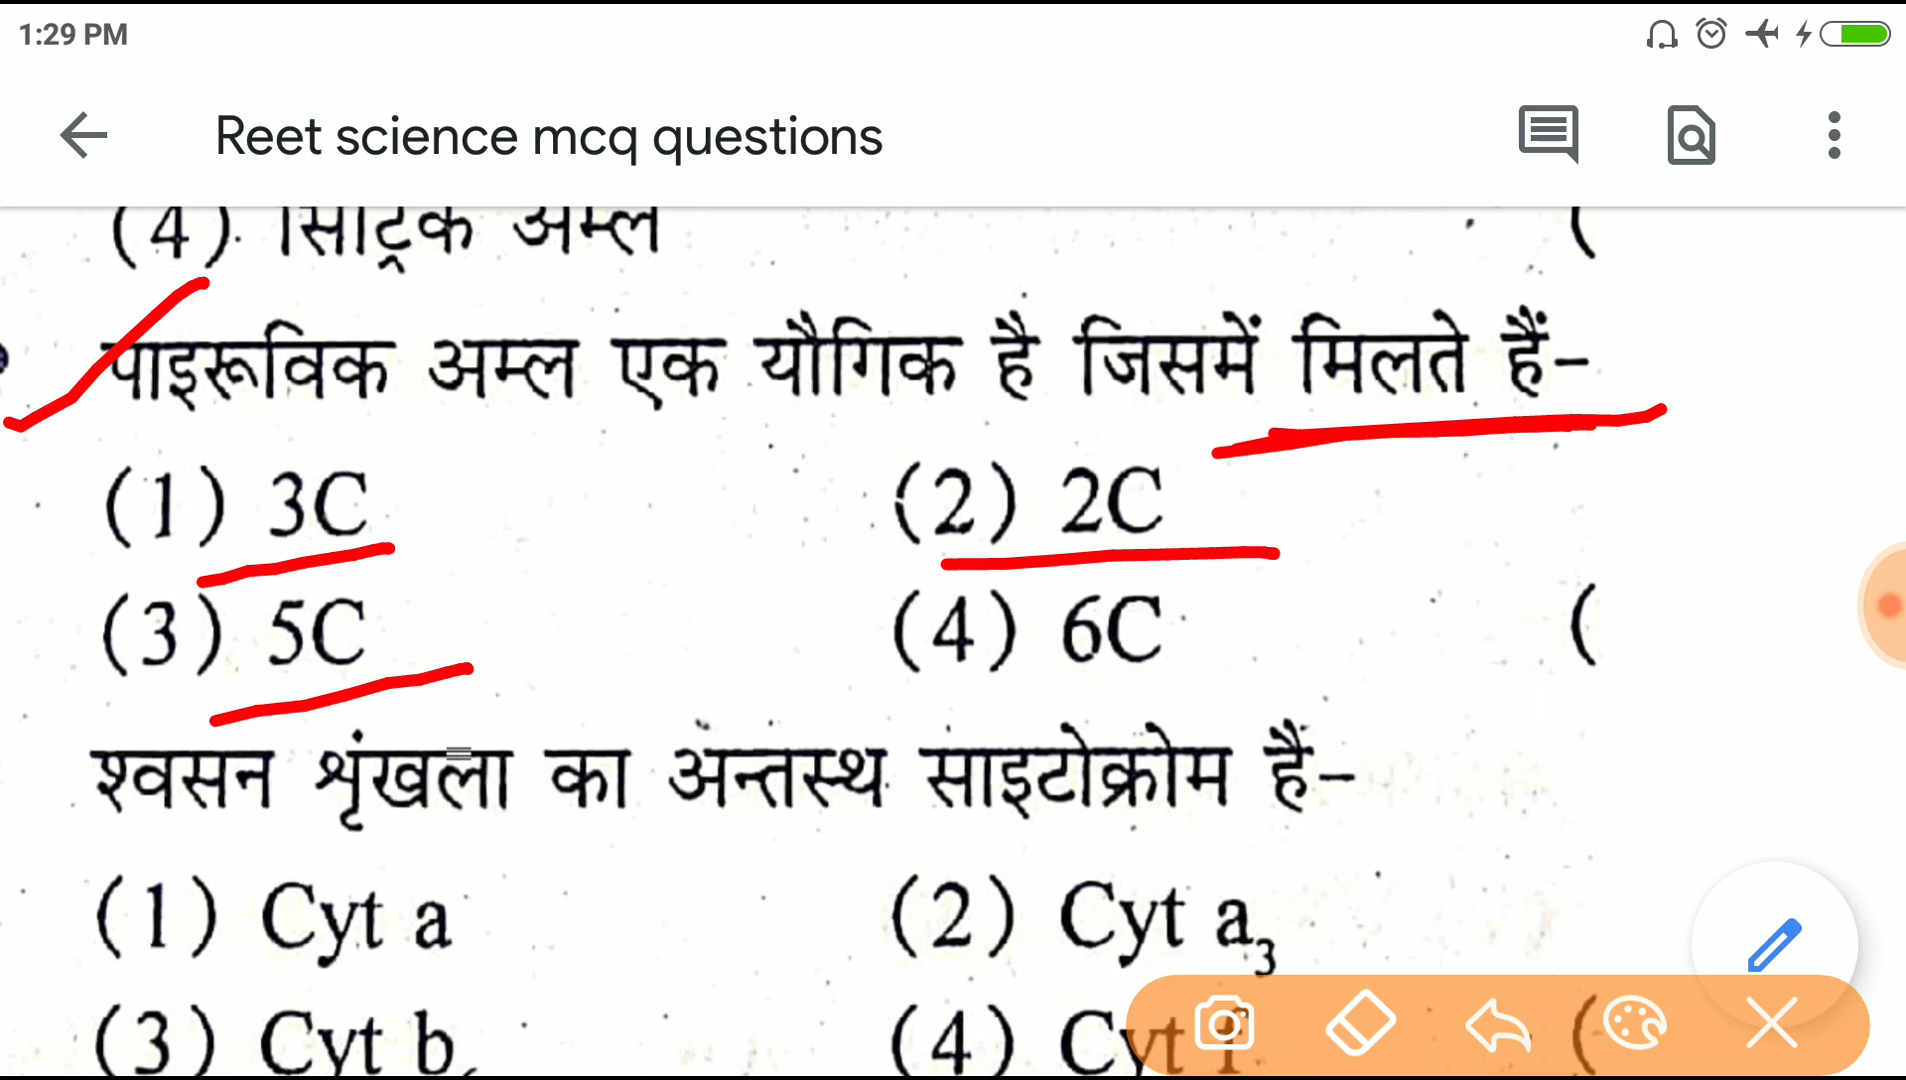 1:29 PM
Reet science mcq questions
(4). सिट्रिक अम्ल (
पाइरूविक अम्ल एक यौगिक है जिसमें मिलते हैं-
(1) 3C (2) 2C
(3) 5C (4) 6C (
श्वसन शृंखला का अन्तस्थ साइटोक्रोम हैं-
(1) Cyt a (2) Cyt a₃
(3) Cyt b (4) Cyt f (